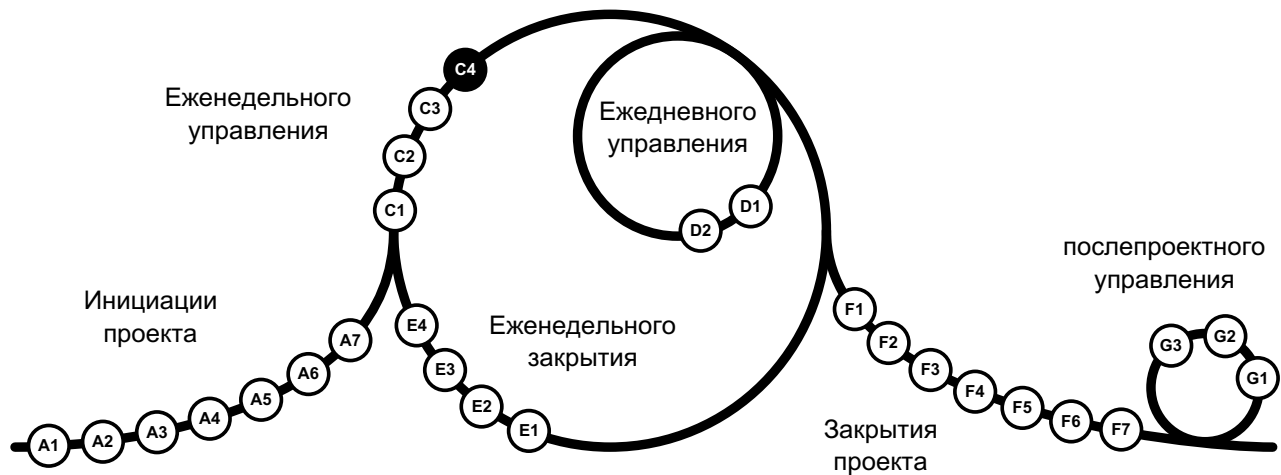 Еженедельного
управления
C4
C3
C2
C1
Ежедневного
управления
D1
D2
Инициации
проекта
A1
A2
A3
A4
A5
A6
A7
Еженедельного
закрытия
E4
E3
E2
E1
послепроектного
управления
G3
G2
G1
F1
F2
F3
F4
F5
F6
F7
Закрытия
проекта